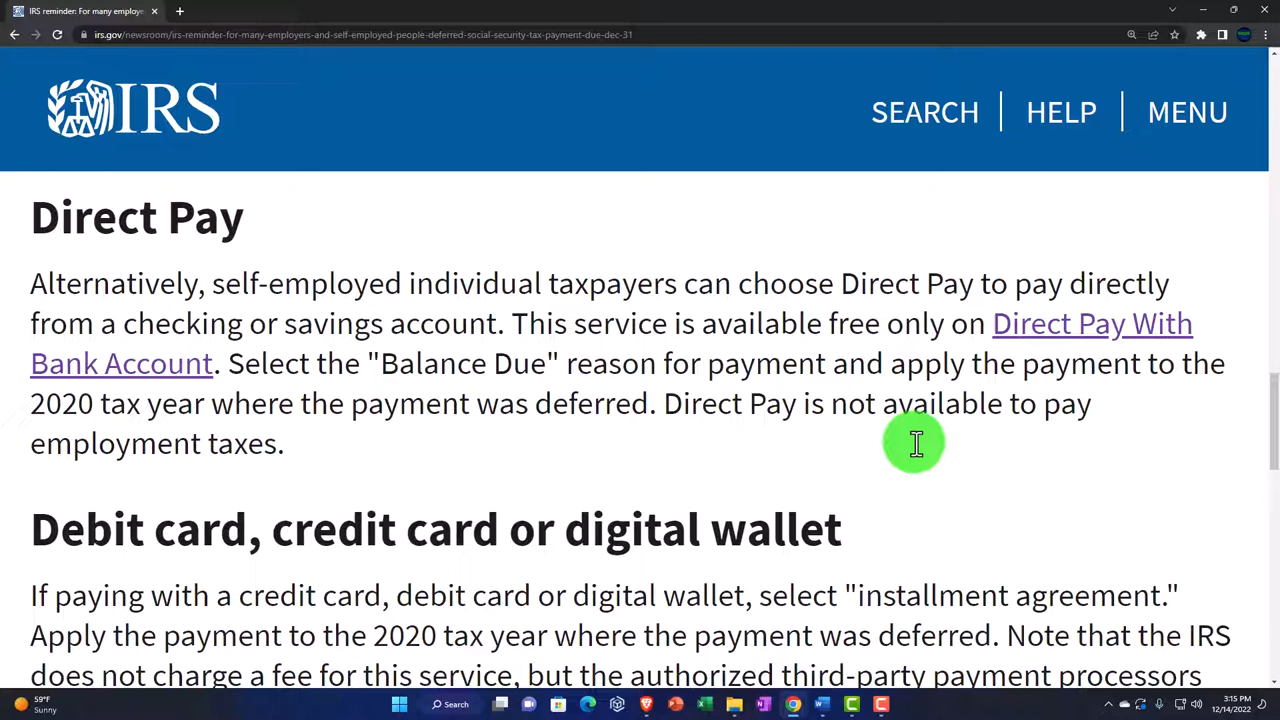 IRS reminder: For many employe
irs.gov/newsroom/irs-reminder-for-many-employers-and-self-employed-people-deferred-social-security-tax-payment-due-dec-31
IRS
SEARCH
HELP
MENU
Direct Pay
Alternatively, self-employed individual taxpayers can choose Direct Pay to pay directly
from a checking or savings account. This service is available free only on Direct Pay With
Bank Account. Select the "Balance Due" reason for payment and apply the payment to the
2020 tax year where the payment was deferred. Direct Pay is not available to pay
employment taxes.
Debit card, credit card or digital wallet
If paying with a credit card, debit card or digital wallet, select "installment agreement."
Apply the payment to the 2020 tax year where the payment was deferred. Note that the IRS
does not charge a fee for this service, but the authorized third-party payment processors
59°F
Sunny
Search
3:15 PM
12/14/2022